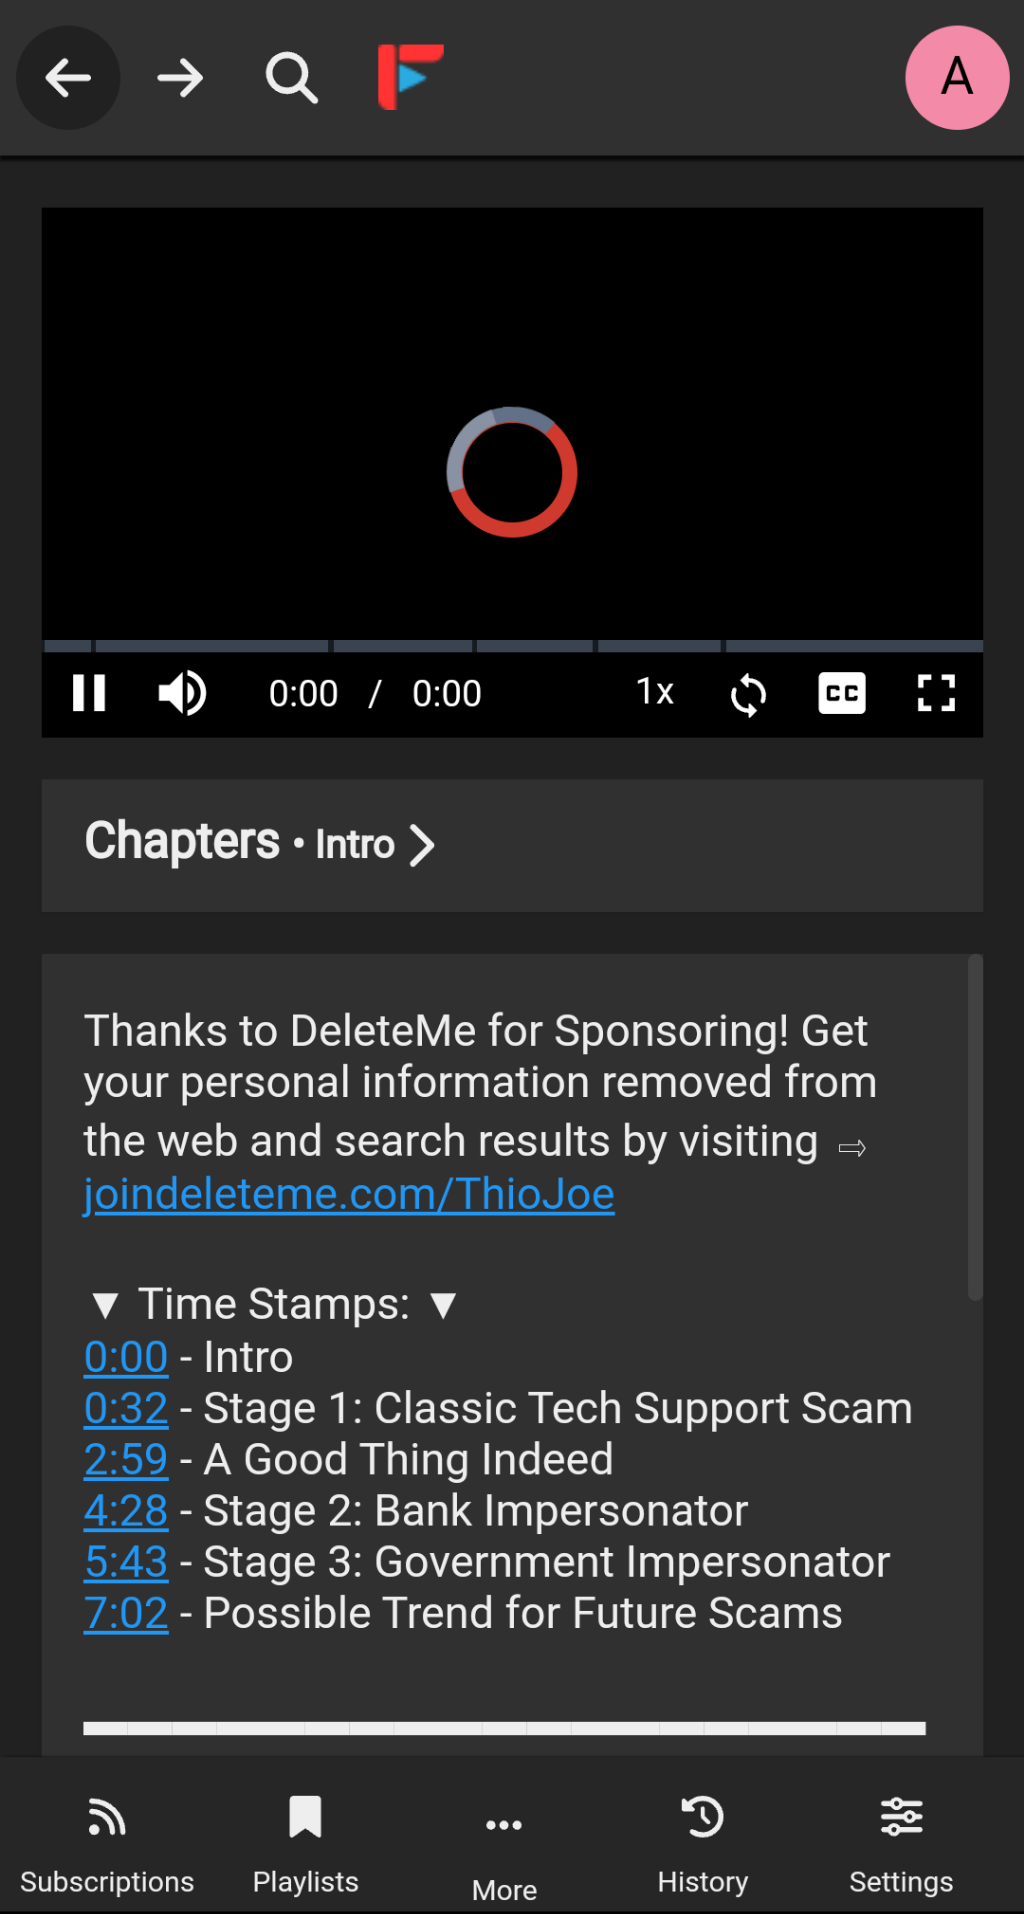 A
0:00 / 0:00 1x CC
Chapters • Intro
Thanks to DeleteMe for Sponsoring! Get
your personal information removed from
the web and search results by visiting ⇨
joindeleteme.com/ThioJoe
▼ Time Stamps: ▼
0:00 - Intro
0:32 - Stage 1: Classic Tech Support Scam
2:59 - A Good Thing Indeed
4:28 - Stage 2: Bank Impersonator
5:43 - Stage 3: Government Impersonator
7:02 - Possible Trend for Future Scams
Subscriptions Playlists More History Settings